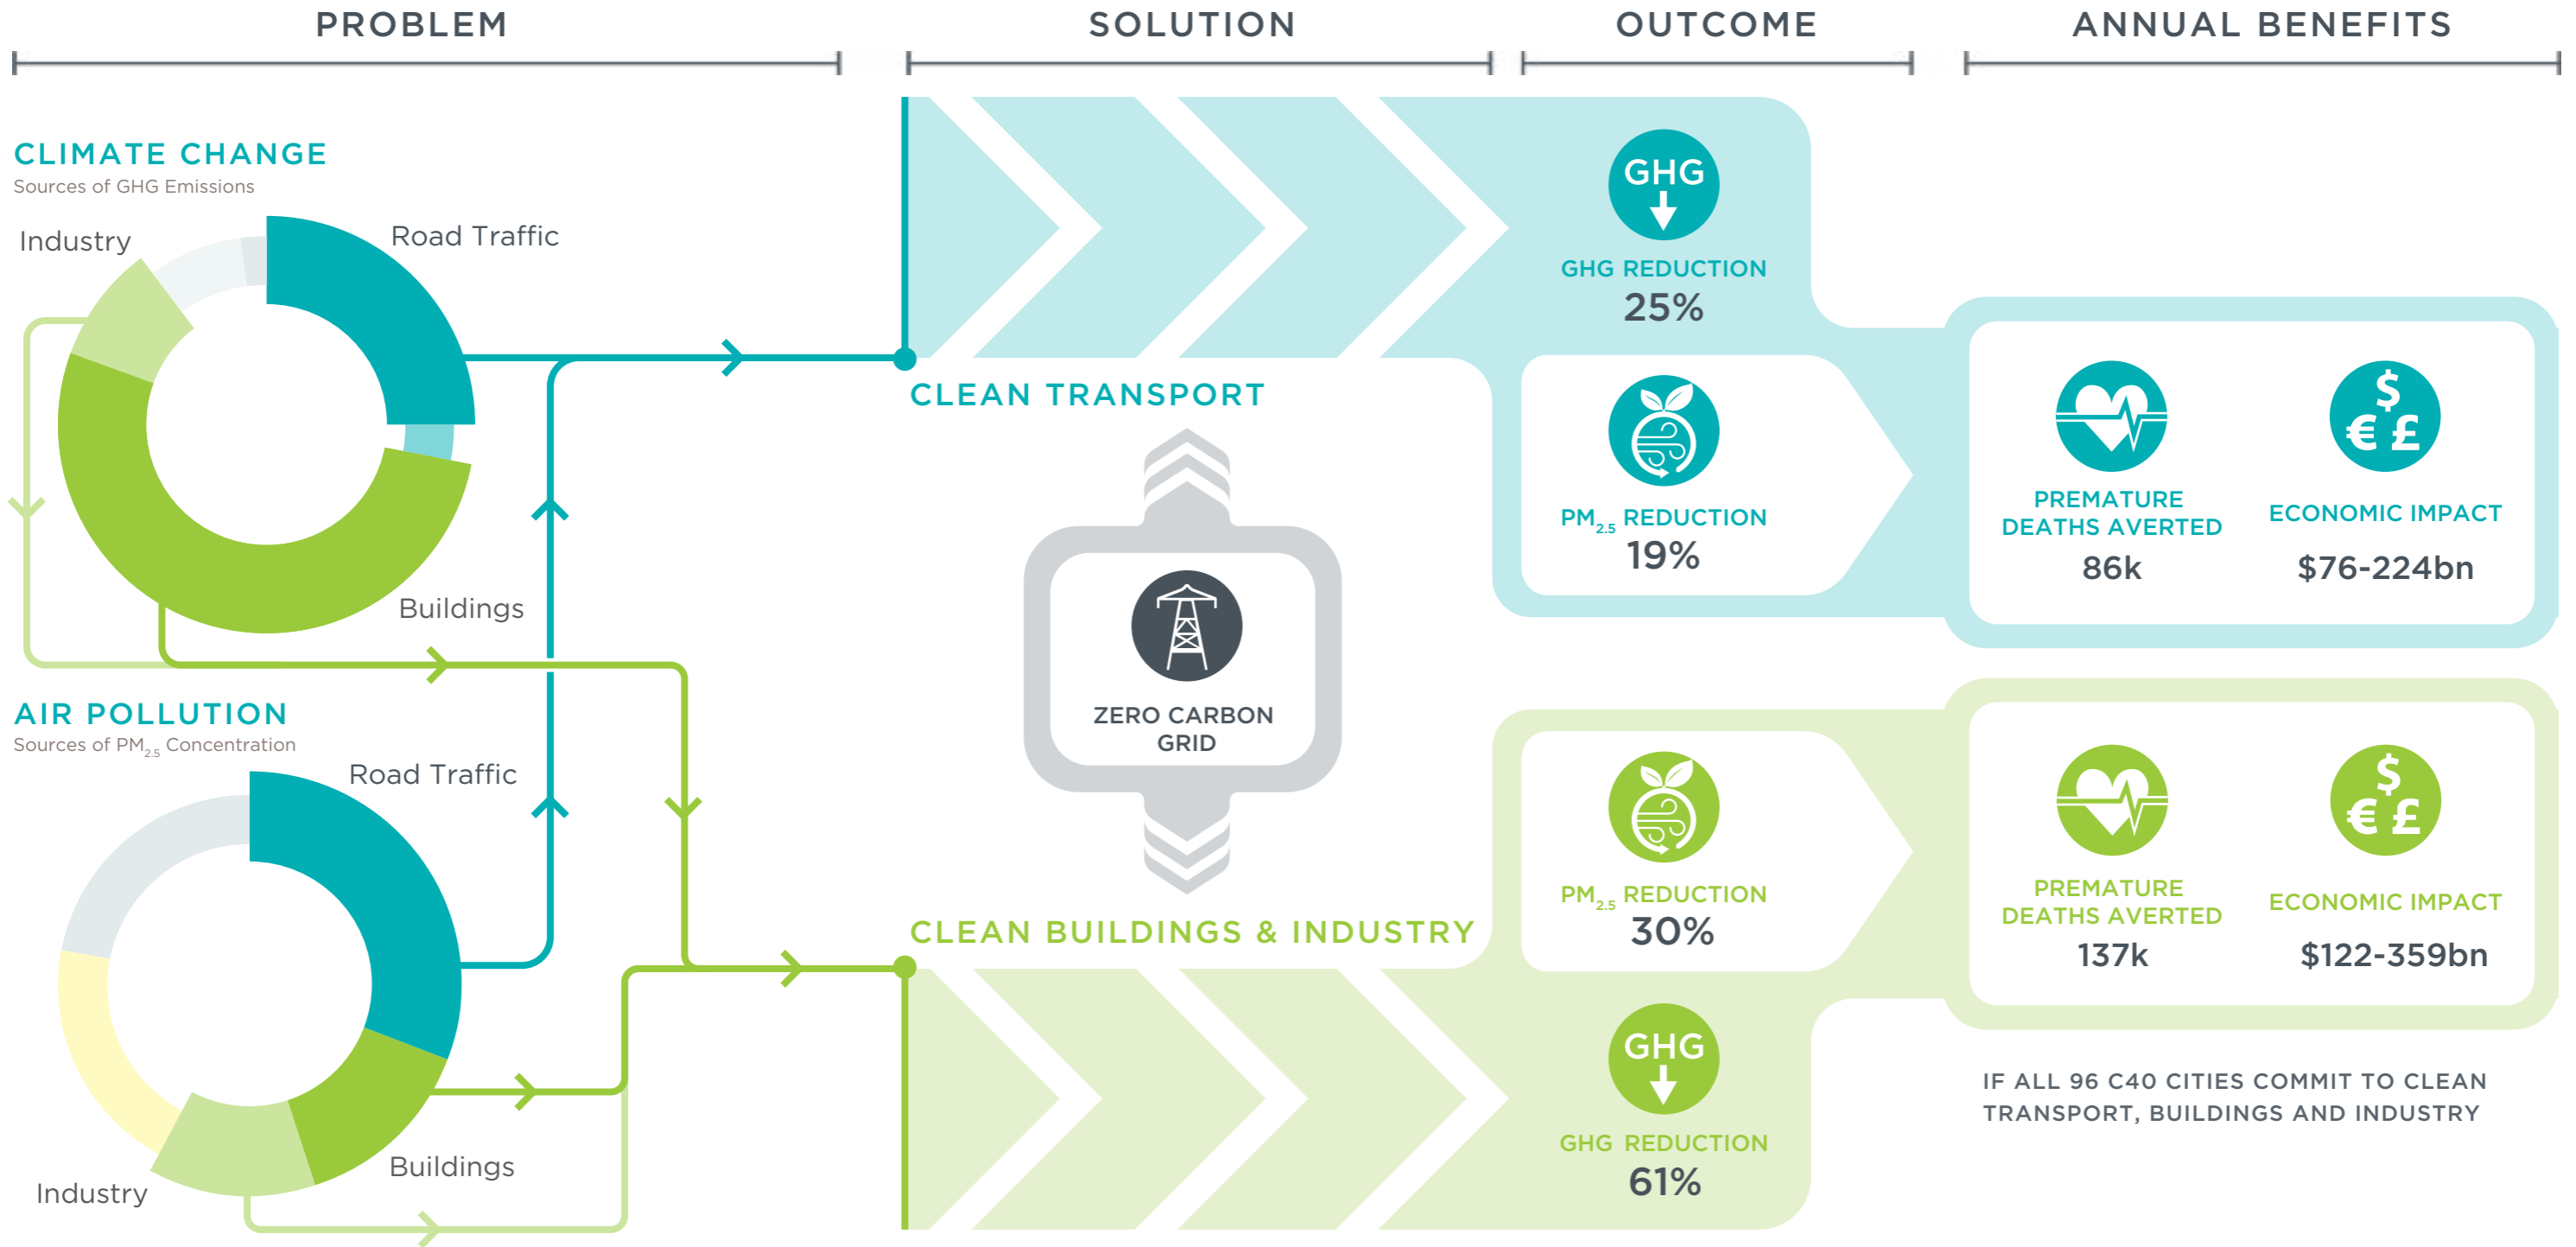 PROBLEM
SOLUTION
OUTCOME
ANNUAL BENEFITS
CLIMATE CHANGE
Sources of GHG Emissions
Industry
Road Traffic
Buildings
AIR POLLUTION
Sources of PM2.5 Concentration
Road Traffic
Buildings
Industry
CLEAN TRANSPORT
ZERO CARBON
GRID
CLEAN BUILDINGS & INDUSTRY
GHG
GHG REDUCTION
25%
PM2.5 REDUCTION
19%
PM2.5 REDUCTION
30%
GHG
GHG REDUCTION
61%
PREMATURE
DEATHS AVERTED
86k
$
€ £
ECONOMIC IMPACT
$76-224bn
PREMATURE
DEATHS AVERTED
137k
$
€ £
ECONOMIC IMPACT
$122-359bn
IF ALL 96 C40 CITIES COMMIT TO CLEAN
TRANSPORT, BUILDINGS AND INDUSTRY